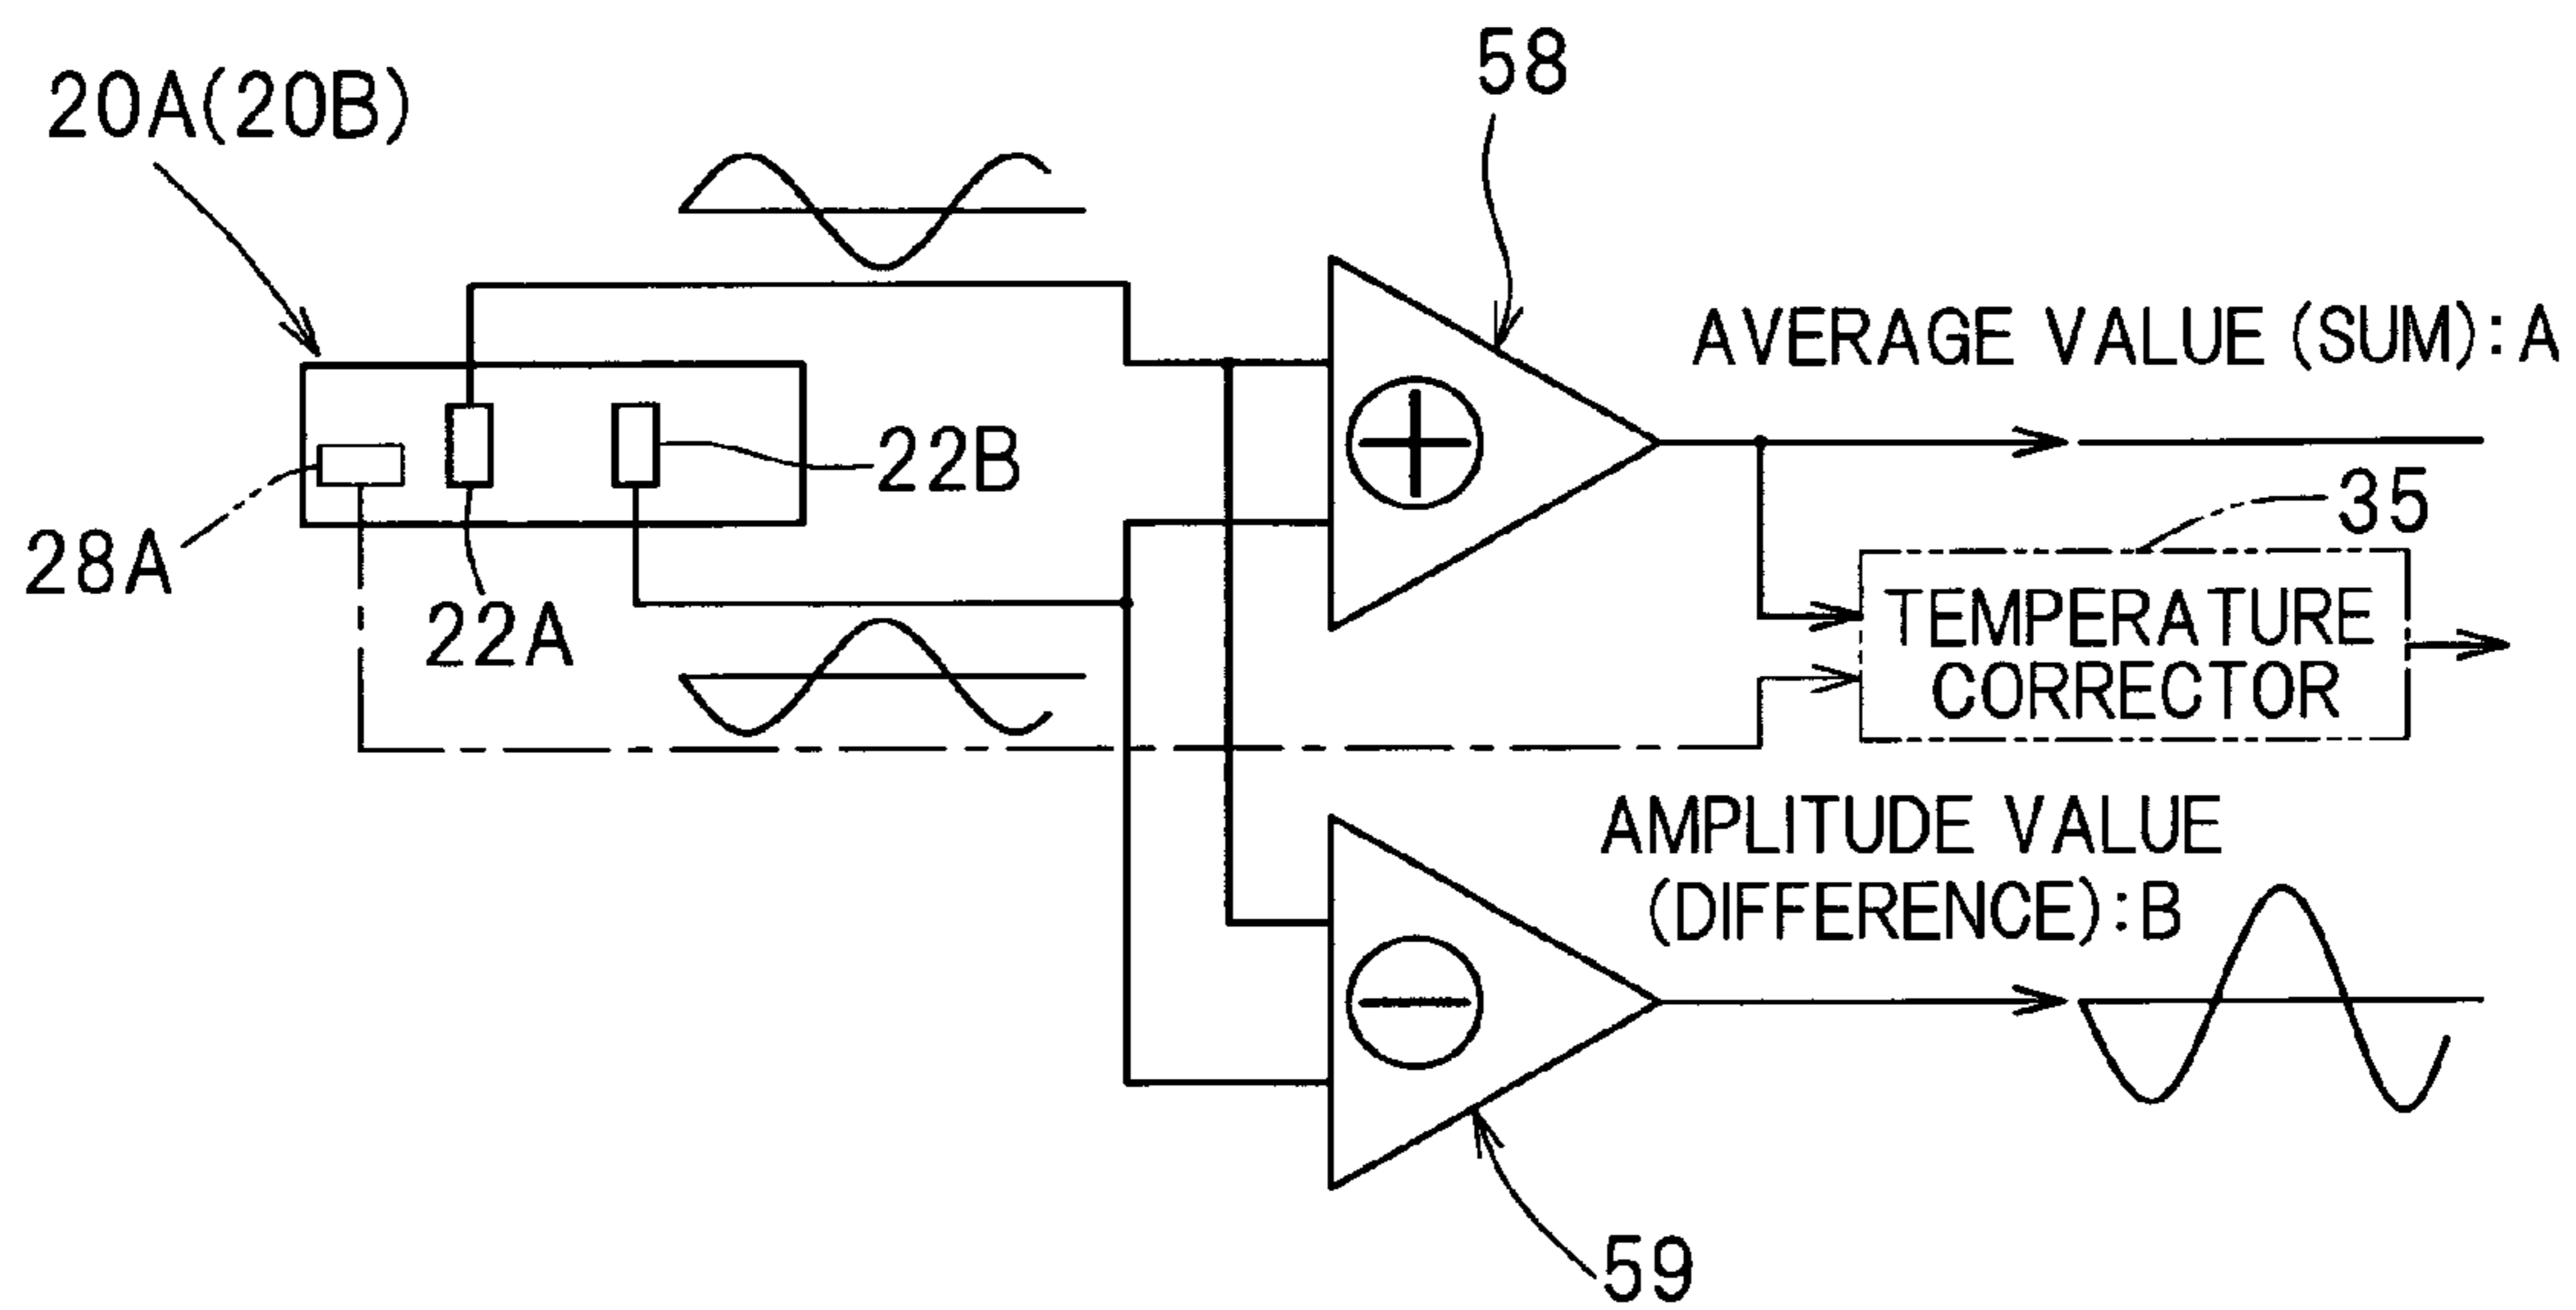 58
20A(20B)
AVERAGE VALUE (SUM):A
22B
35
28A
22A
TEMPERATURE
CORRECTOR
AMPLITUDE VALUE
(DIFFERENCE):B
59